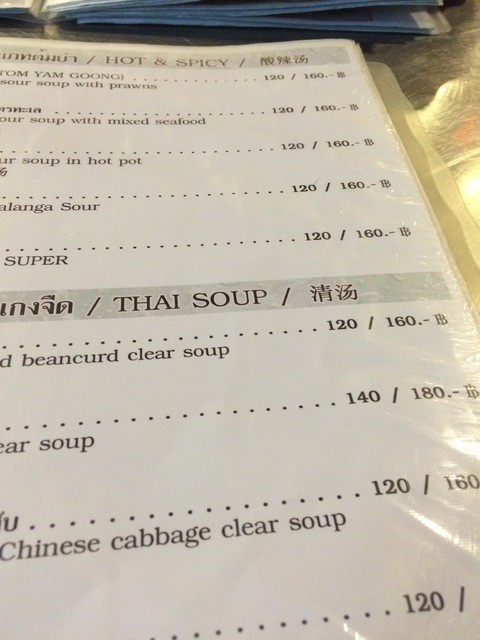 / HOT & SPICY / 酸辣汤
TOM YAM GOONG) 120 / 160.- ฿
sour soup with prawns
120 / 160.- ฿
our soup with mixed seafood
120 / 160.- ฿
ur soup in hot pot
汤
120 / 160.- ฿
alanga Sour
120 / 160.- ฿
SUPER
แกงจืด / THAI SOUP / 清汤
120 / 160.- ฿
d beancurd clear soup
140 / 180.- ฿
ear soup
120 / 160
Chinese cabbage clear soup
120 /